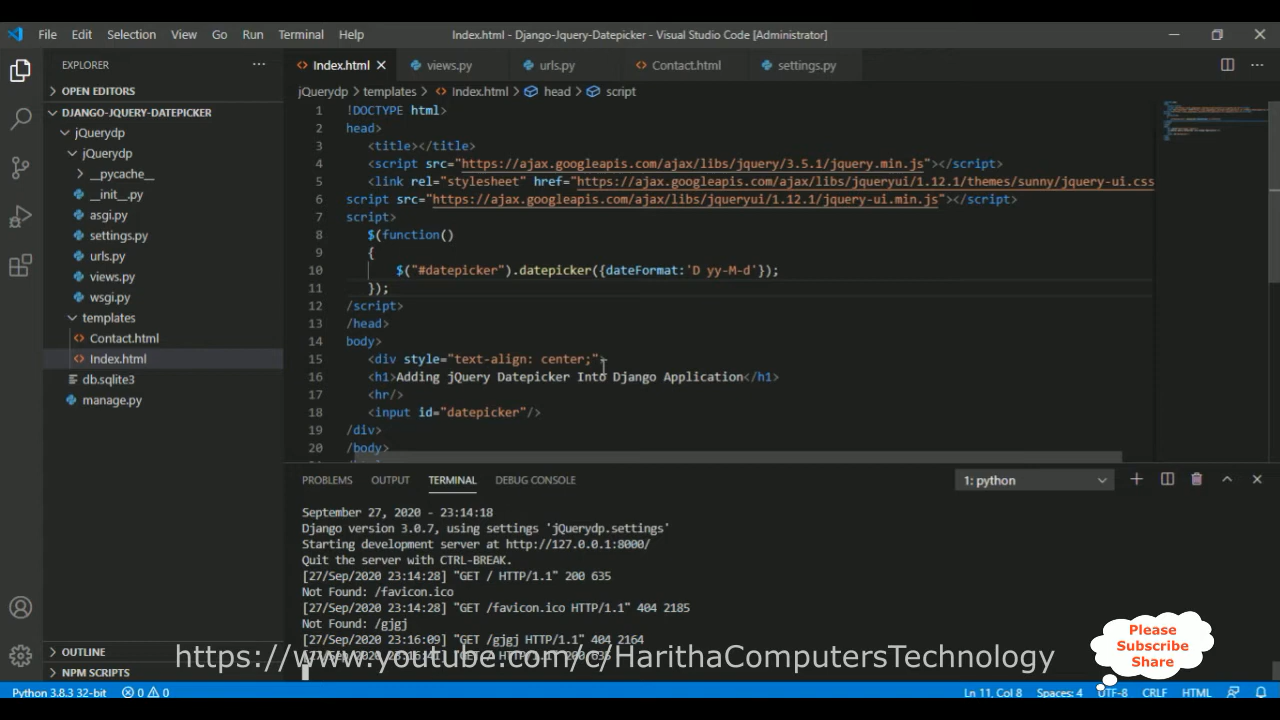 File Edit Selection View Go Run Terminal Help Index.html - Django-Jquery-Datepicker - Visual Studio Code [Administrator]
EXPLORER
Index.html views.py urls.py Contact.html settings.py
OPEN EDITORS
jQuerydp > templates > Index.html > head > script
DJANGO-JQUERY-DATEPICKER
jQuerydp
jQuerydp
__pycache__
__init__.py
asgi.py
settings.py
urls.py
views.py
wsgi.py
templates
Contact.html
Index.html
db.sqlite3
manage.py
OUTLINE
NPM SCRIPTS
1 !DOCTYPE html>
2 head>
3 <title></title>
4 <script src="https://ajax.googleapis.com/ajax/libs/jquery/3.5.1/jquery.min.js"></script>
5 <link rel="stylesheet" href="https://ajax.googleapis.com/ajax/libs/jqueryui/1.12.1/themes/sunny/jquery-ui.css
6 script src="https://ajax.googleapis.com/ajax/libs/jqueryui/1.12.1/jquery-ui.min.js"></script>
7 script>
8 $(function()
9 {
10 $("#datepicker").datepicker({dateFormat:'D yy-M-d'});
11 });
12 /script>
13 /head>
14 body>
15 <div style="text-align: center;">
16 <h1>Adding jQuery Datepicker Into Django Application</h1>
17 <hr/>
18 <input id="datepicker"/>
19 /div>
20 /body>
PROBLEMS OUTPUT TERMINAL DEBUG CONSOLE 1: python
September 27, 2020 - 23:14:18
Django version 3.0.7, using settings 'jQuerydp.settings'
Starting development server at http://127.0.0.1:8000/
Quit the server with CTRL-BREAK.
[27/Sep/2020 23:14:28] "GET / HTTP/1.1" 200 635
Not Found: /favicon.ico
[27/Sep/2020 23:14:28] "GET /favicon.ico HTTP/1.1" 404 2185
Not Found: /gjgj
[27/Sep/2020 23:16:09] "GET /gjgj HTTP/1.1" 404 2164
https://www.youtube.com/c/HarithaComputersTechnology
Please
Subscribe
Share
Python 3.8.3 32-bit 0 0 Ln 11, Col 8 Spaces: 4 UTF-8 CRLF HTML